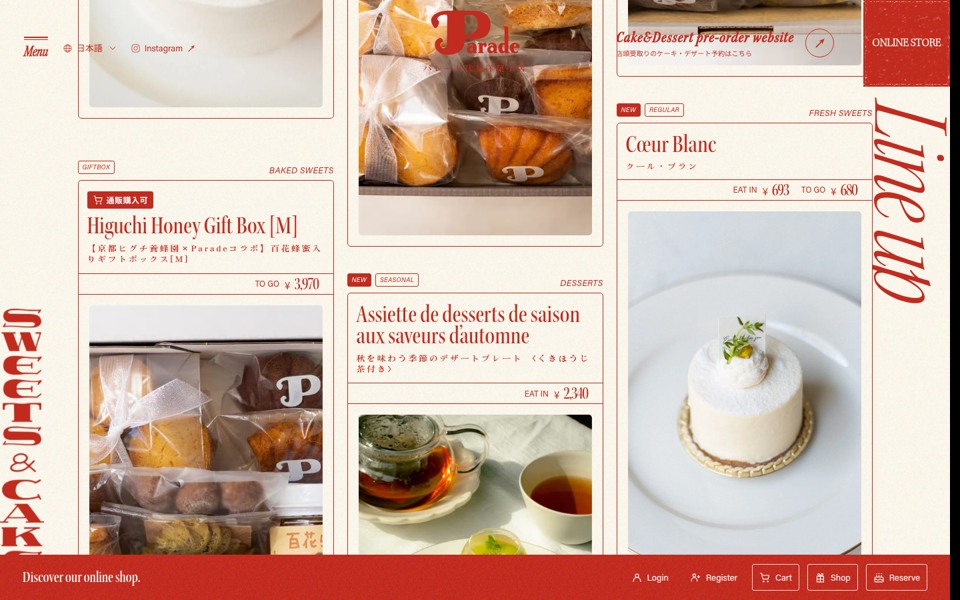 Menu
日本語
Instagram
Parade
Cake&Dessert pre-order website
店頭受取りのケーキ・デザート予約はこちら
ONLINE STORE
Line up
SWEETS & CAK
GIFTBOX
BAKED SWEETS
通販購入可
Higuchi Honey Gift Box [M]
【京都ヒグチ養蜂園×Paradeコラボ】百花蜂蜜入
りギフトボックス[M]
TO GO ¥ 3,970
P
P
百花
P
P
NEW
SEASONAL
DESSERTS
Assiette de desserts de saison
aux saveurs d'automne
秋を味わう季節のデザートプレート 〈くきほうじ
茶付き〉
EAT IN ¥ 2,340
NEW
REGULAR
FRESH SWEETS
Cœur Blanc
クール・ブラン
EAT IN ¥ 693 TO GO ¥ 680
Discover our online shop.
Login
Register
Cart
Shop
Reserve